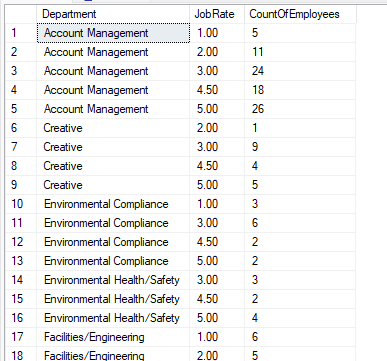 Department JobRate CountOfEmployees
1 Account Management 1.00 5
2 Account Management 2.00 11
3 Account Management 3.00 24
4 Account Management 4.50 18
5 Account Management 5.00 26
6 Creative 2.00 1
7 Creative 3.00 9
8 Creative 4.50 4
9 Creative 5.00 5
10 Environmental Compliance 1.00 3
11 Environmental Compliance 3.00 6
12 Environmental Compliance 4.50 2
13 Environmental Compliance 5.00 2
14 Environmental Health/Safety 3.00 3
15 Environmental Health/Safety 4.50 2
16 Environmental Health/Safety 5.00 4
17 Facilities/Engineering 1.00 6
18 Facilities/Engineering 2.00 5